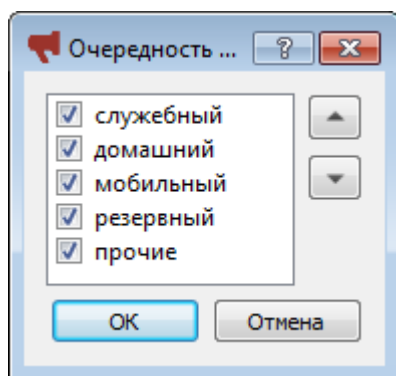 Очередность ...
служебный
домашний
мобильный
резервный
прочие
ОК
Отмена